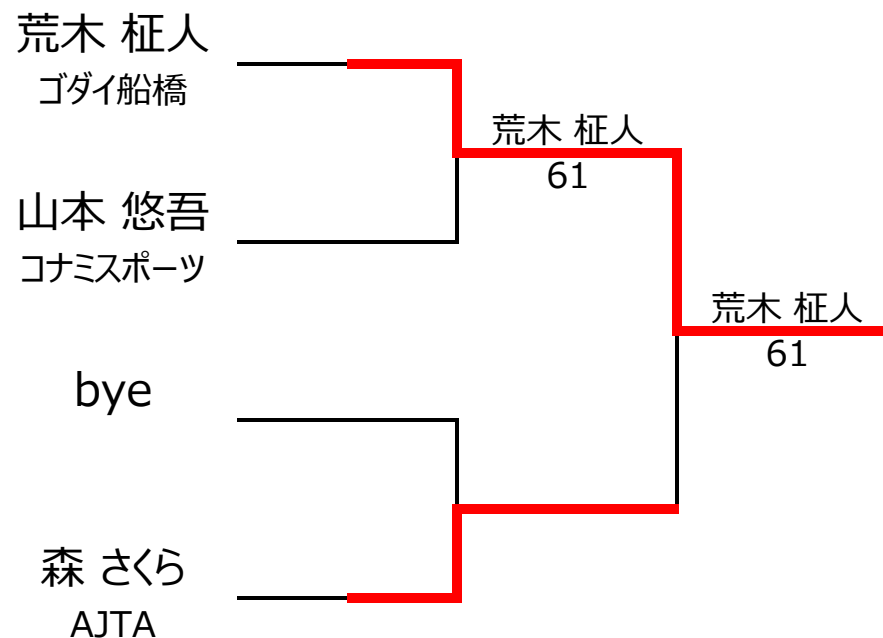 荒木 柾人
ゴダイ船橋
荒木 柾人
61
山本 悠吾
コナミスポーツ
荒木 柾人
61
bye
森 さくら
AJTA